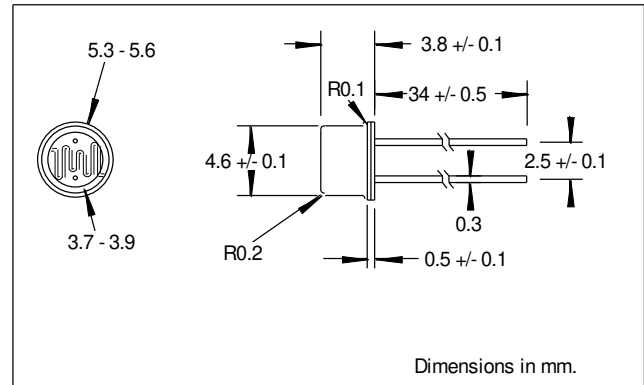 5.3 - 5.6
3.8 +/- 0.1
R0.1
34 +/- 0.5
4.6 +/- 0.1
2.5 +/- 0.1
3.7 - 3.9
R0.2
0.3
0.5 +/- 0.1
Dimensions in mm.